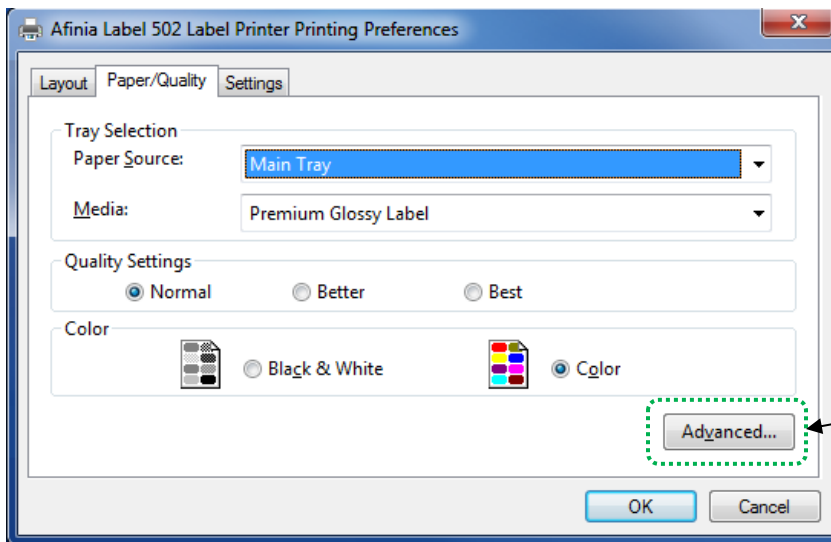 Afinia Label 502 Label Printer Printing Preferences
x
Layout Paper/Quality Settings
Tray Selection
Paper Source: Main Tray
Media: Premium Glossy Label
Quality Settings
Normal Better Best
Color
Black & White Color
Advanced...
OK Cancel